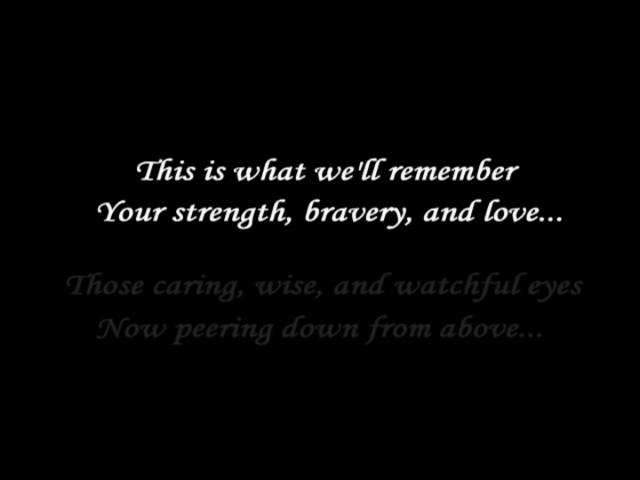 This is what we'll remember
Your strength, bravery, and love...
Those caring, wise, and watchful eyes
Now peering down from above...